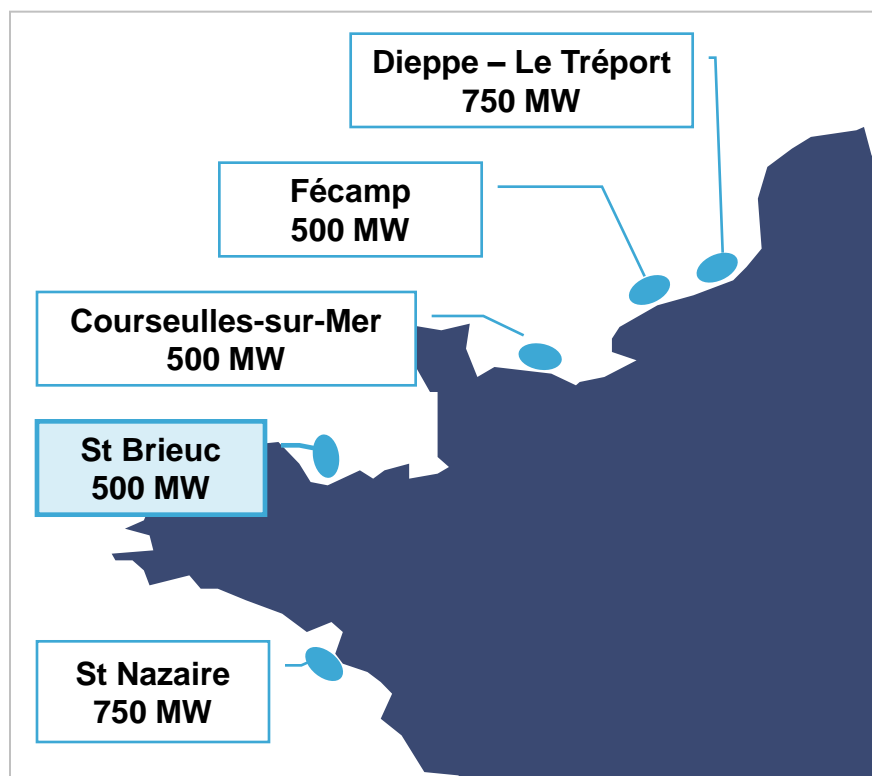 Dieppe – Le Tréport
750 MW
Fécamp
500 MW
Courseulles-sur-Mer
500 MW
St Brieuc
500 MW
St Nazaire
750 MW